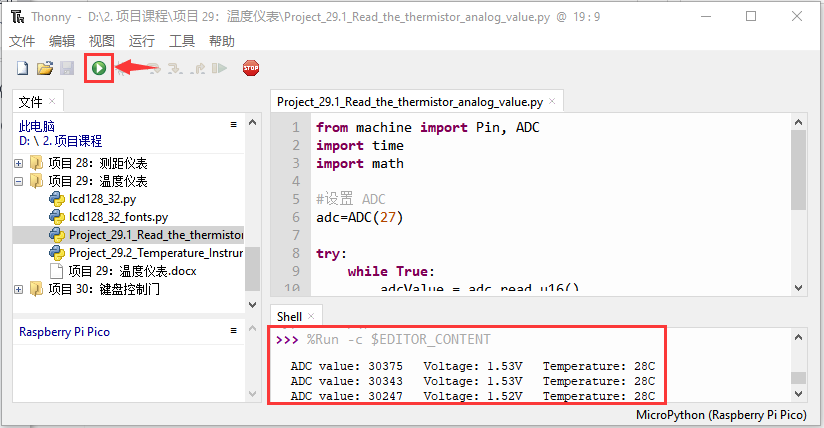 Thonny - D:\2. 项目课程\项目 29：温度仪表\Project_29.1_Read_the_thermistor_analog_value.py @ 19 : 9
文件 编辑 视图 运行 工具 帮助
STOP
文件
此电脑
D: \ 2. 项目课程
项目 28：测距仪表
项目 29：温度仪表
lcd128_32.py
lcd128_32_fonts.py
Project_29.1_Read_the_thermistor
Project_29.2_Temperature_Instrur
项目 29：温度仪表.docx
项目 30：键盘控制门
Raspberry Pi Pico
Project_29.1_Read_the_thermistor_analog_value.py
1 from machine import Pin, ADC
2 import time
3 import math
4
5 #设置 ADC
6 adc=ADC(27)
7
8 try:
9 while True:
10 adcValue = adc.read_u16()
Shell
>>> %Run -c $EDITOR_CONTENT
ADC value: 30375 Voltage: 1.53V Temperature: 28C
ADC value: 30343 Voltage: 1.53V Temperature: 28C
ADC value: 30247 Voltage: 1.52V Temperature: 28C
MicroPython (Raspberry Pi Pico)